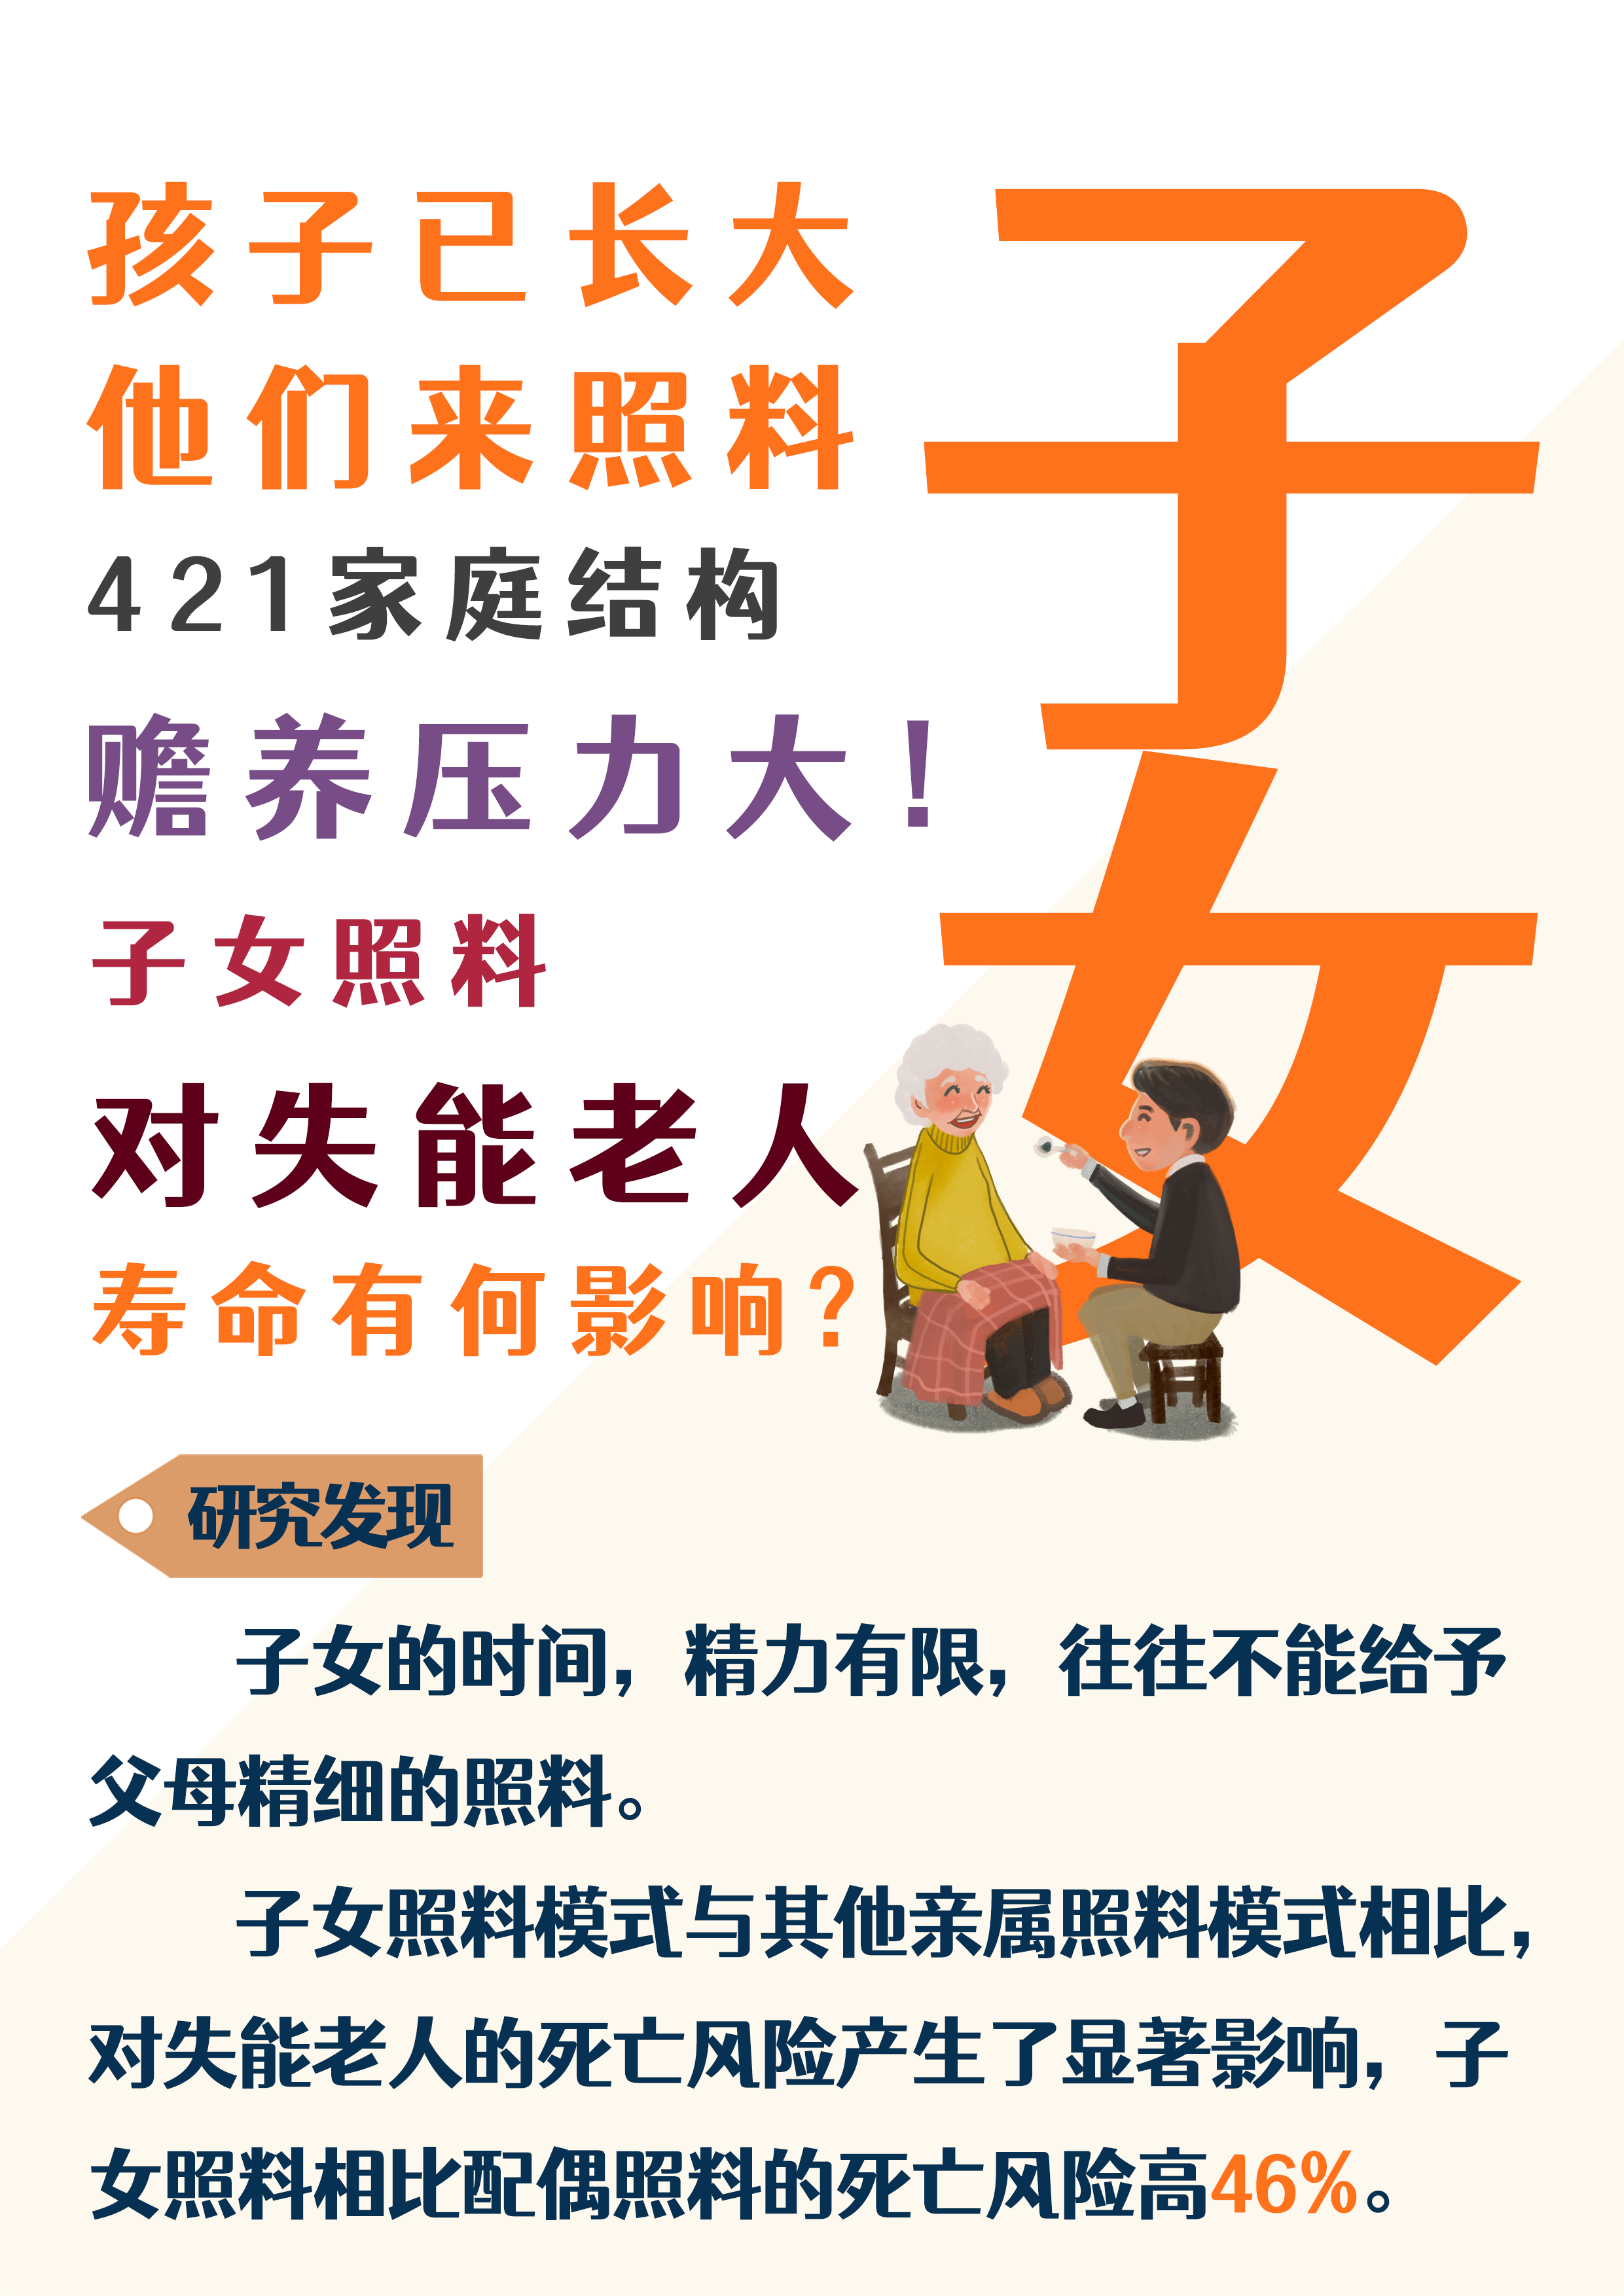 孩子已长大
他们来照料
421家庭结构
赡养压力大！
子女照料
对失能老人
寿命有何影响？
子女
研究发现
子女的时间，精力有限，往往不能给予
父母精细的照料。
子女照料模式与其他亲属照料模式相比，
对失能老人的死亡风险产生了显著影响，子
女照料相比配偶照料的死亡风险高46%。